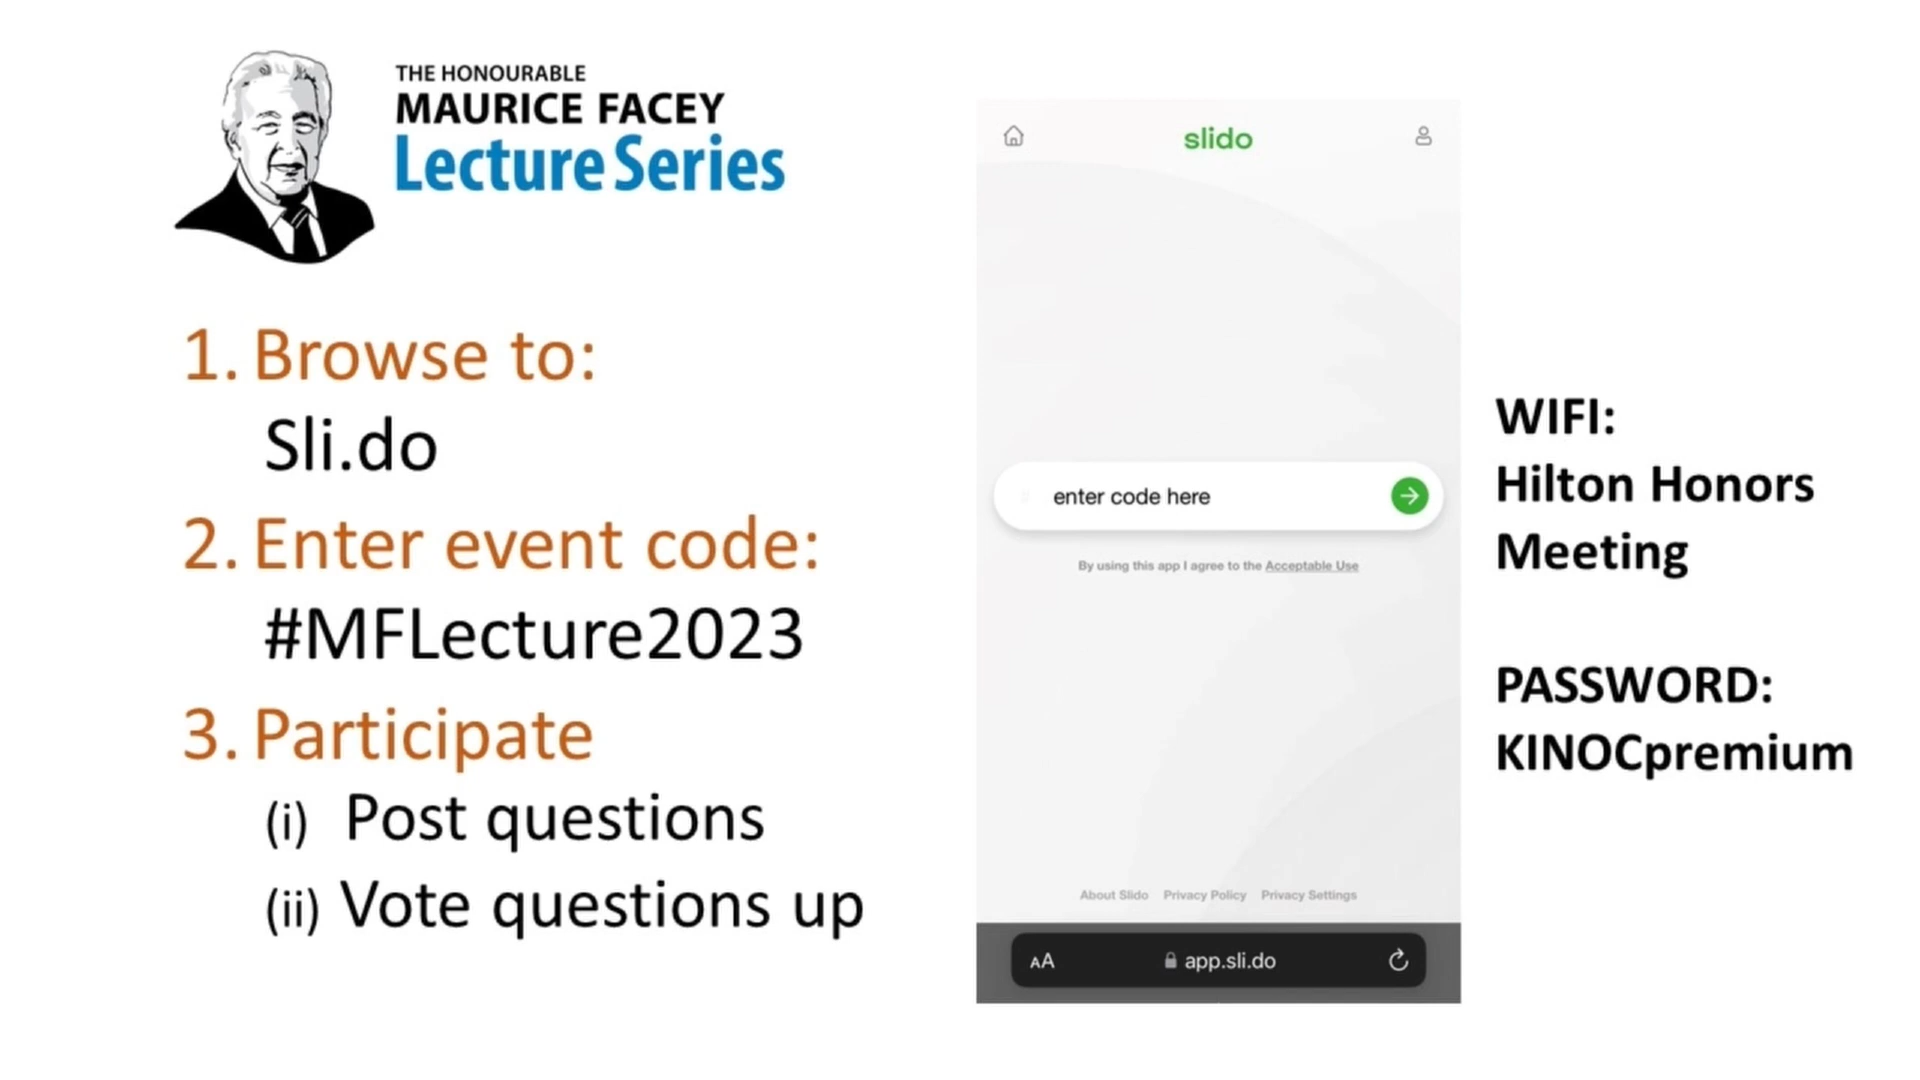 THE HONOURABLE
MAURICE FACEY
Lecture Series
1. Browse to:
Sli.do
2. Enter event code:
#MFLecture2023
3. Participate
(i) Post questions
(ii) Vote questions up
slido
enter code here
By using this app I agree to the Acceptable Use
About Slido Privacy Policy Privacy Settings
AA app.sli.do
WIFI:
Hilton Honors
Meeting
PASSWORD:
KINOCpremium